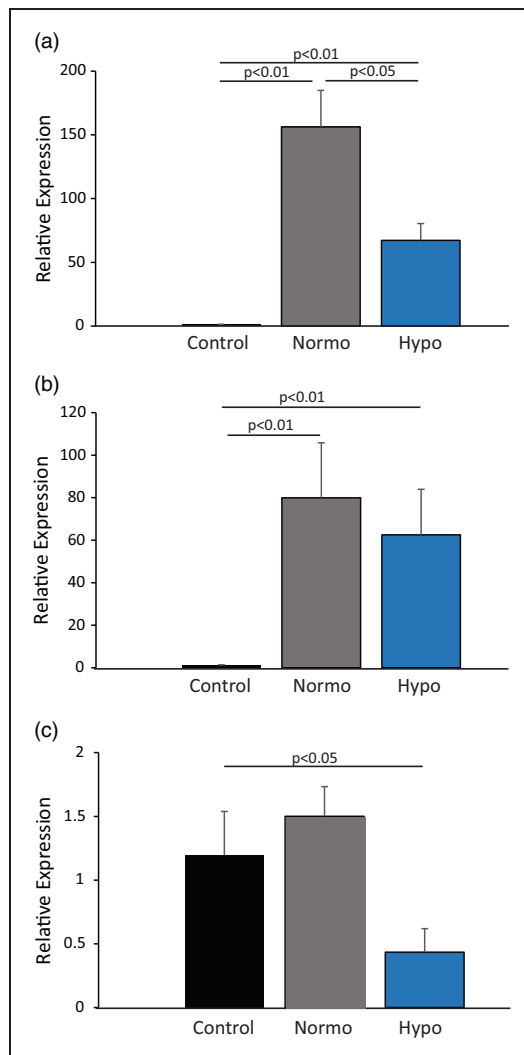 (a)
p<0.01
p<0.01 p<0.05
200
150
100
50
0
Relative Expression
Control Normo Hypo
(b)
p<0.01
p<0.01
120
100
80
60
40
20
0
Relative Expression
Control Normo Hypo
(c)
p<0.05
2
1.5
1
0.5
0
Relative Expression
Control Normo Hypo